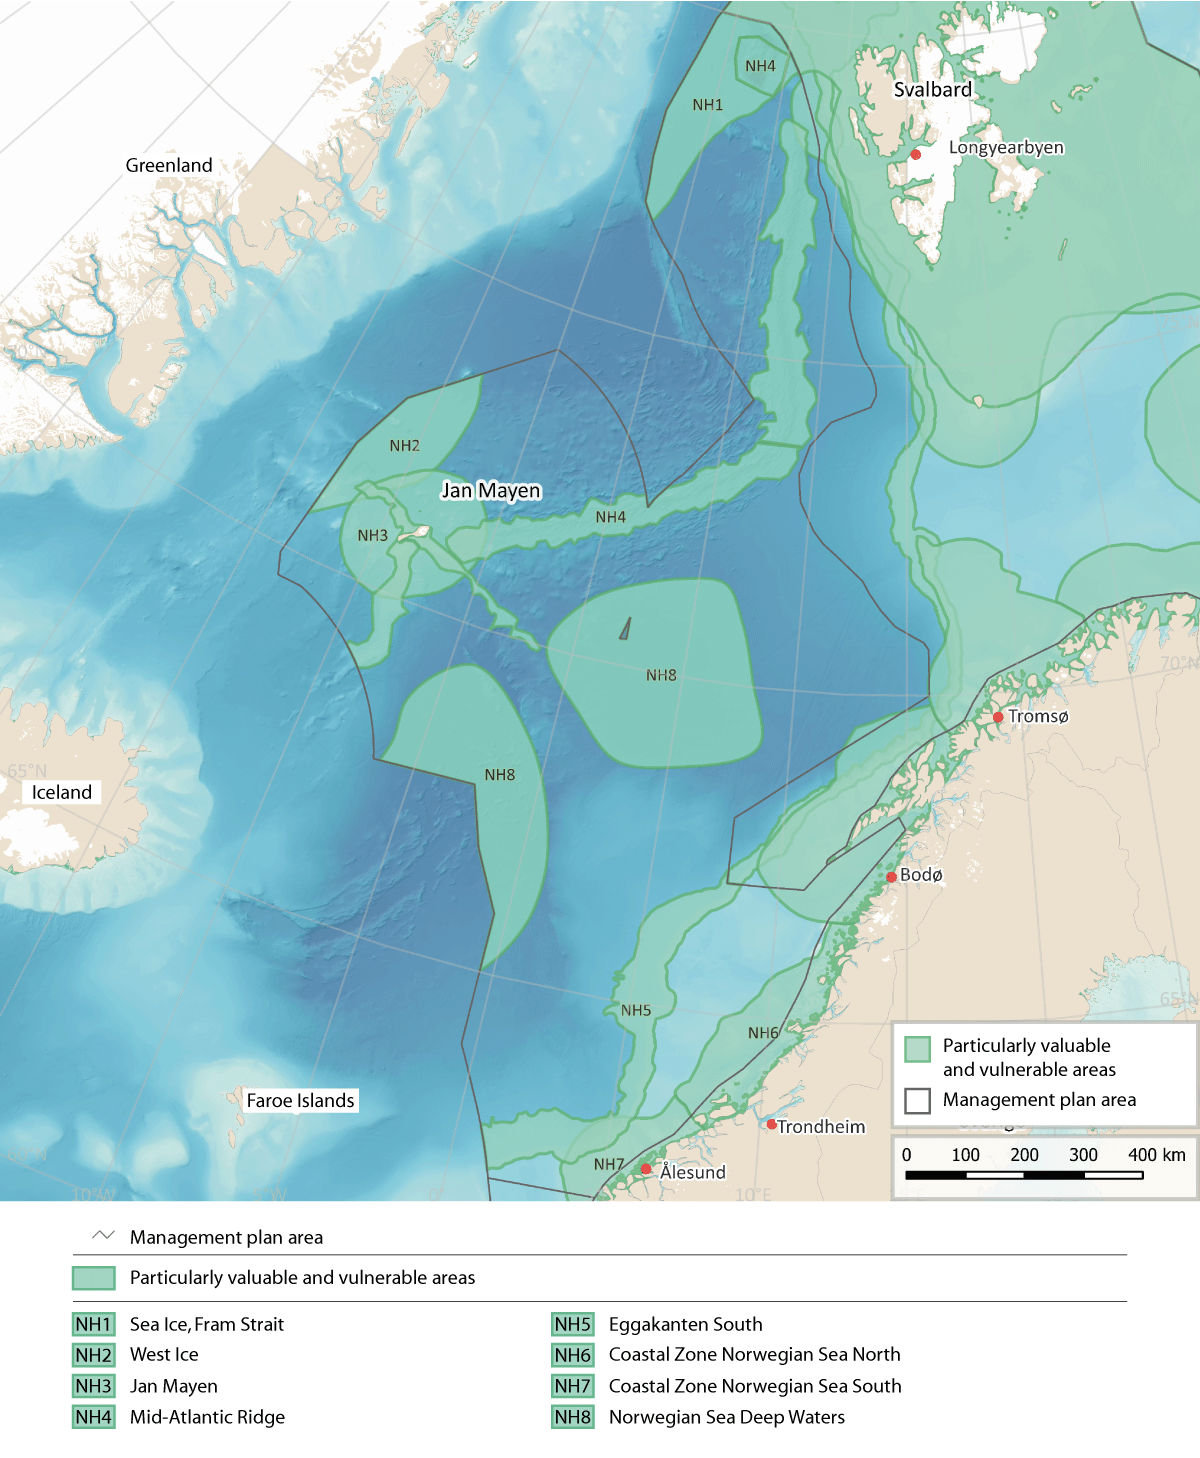 NH4
Svalbard
NH1
Longyearbyen
Greenland
NH2
Jan Mayen
NH4
NH3
70°N
NH8
Tromsø
65°N
NH8
Iceland
Bodø
65°N
NH5
NH6
Particularly valuable
and vulnerable areas
Management plan area
Faroe Islands
Trondheim
NH7
Ålesund
0 100 200 300 400 km
10°W
0°
10°E
Management plan area
Particularly valuable and vulnerable areas
NH1 Sea Ice, Fram Strait
NH2 West Ice
NH3 Jan Mayen
NH4 Mid-Atlantic Ridge
NH5 Eggakanten South
NH6 Coastal Zone Norwegian Sea North
NH7 Coastal Zone Norwegian Sea South
NH8 Norwegian Sea Deep Waters